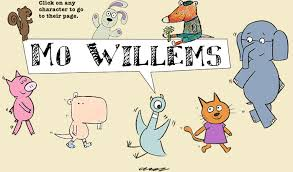 Click on any
character to go
to their page.
MO WILLEMS